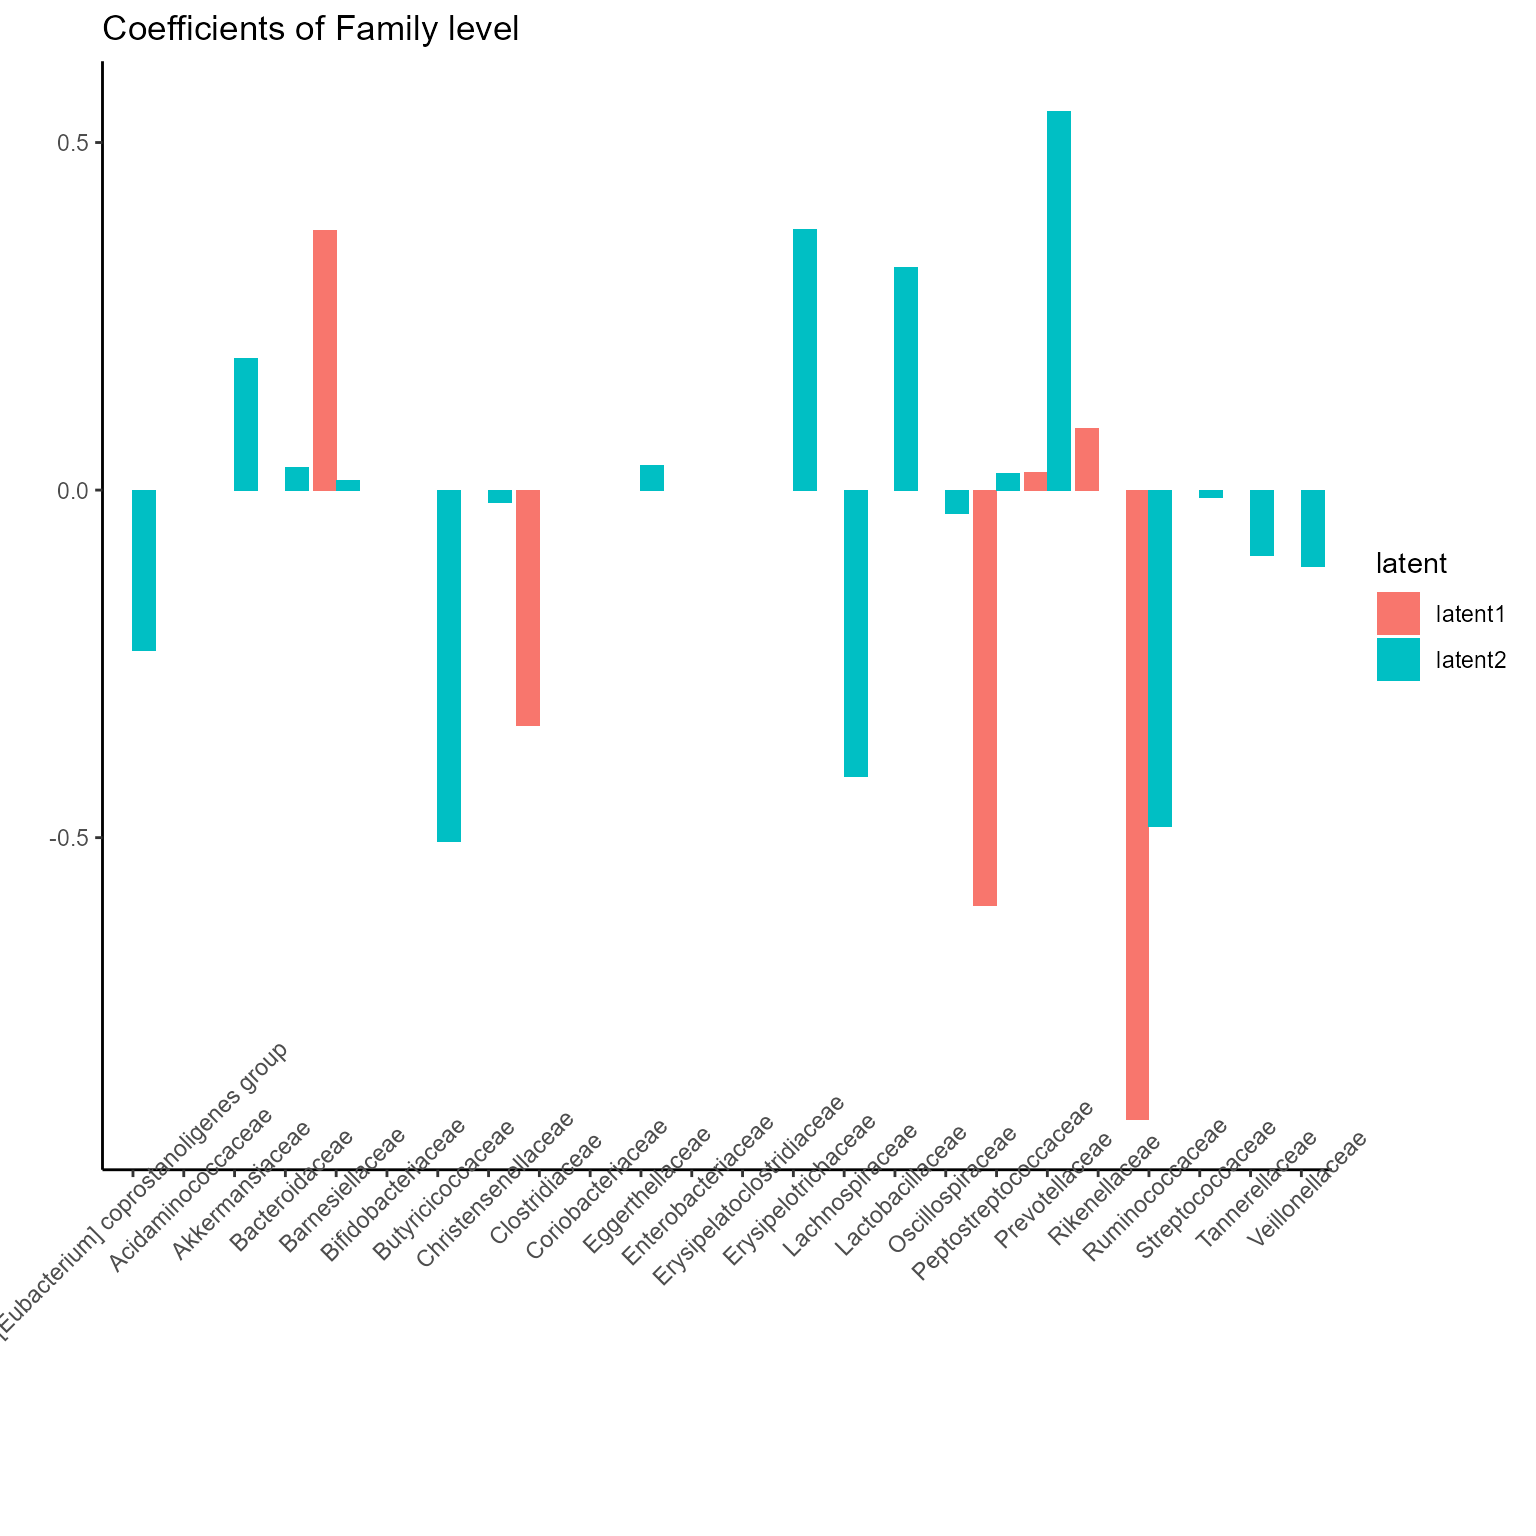 Coefficients of Family level
0.5
0.0
-0.5
latent
latent1
latent2
[Eubacterium] coprostanoligenes group
Acidaminococcaceae
Akkermansiaceae
Bacteroidaceae
Barnesiellaceae
Bifidobacteriaceae
Butyricicoccaceae
Christensenellaceae
Clostridiaceae
Coriobacteriaceae
Eggerthellaceae
Enterobacteriaceae
Erysipelatoclostridiaceae
Erysipelotrichaceae
Lachnospiraceae
Lactobacillaceae
Oscillospiraceae
Peptostreptococcaceae
Prevotellaceae
Rikenellaceae
Ruminococcaceae
Streptococcaceae
Tannerellaceae
Veillonellaceae